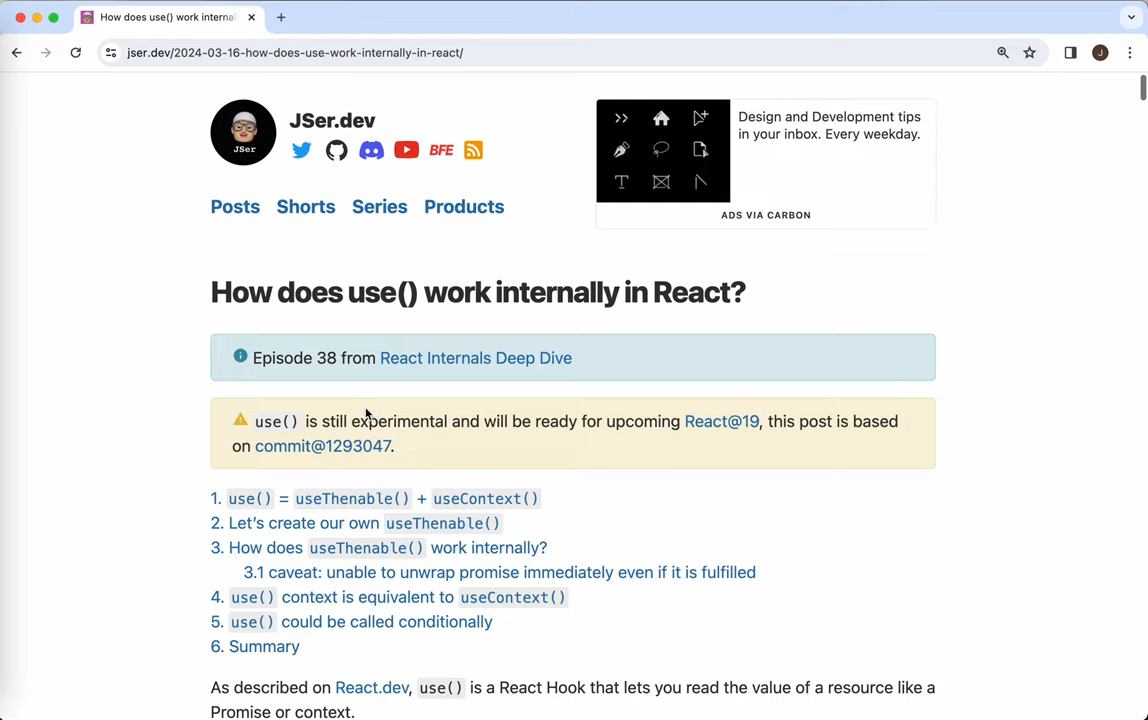 How does use() work internal
jser.dev/2024-03-16-how-does-use-work-internally-in-react/
J
JSer
JSer.dev
BFE
Posts Shorts Series Products
Design and Development tips
in your inbox. Every weekday.
ADS VIA CARBON
How does use() work internally in React?
Episode 38 from React Internals Deep Dive
use() is still experimental and will be ready for upcoming React@19, this post is based
on commit@1293047.
1. use() = useThenable() + useContext()
2. Let’s create our own useThenable()
3. How does useThenable() work internally?
3.1 caveat: unable to unwrap promise immediately even if it is fulfilled
4. use() context is equivalent to useContext()
5. use() could be called conditionally
6. Summary
As described on React.dev, use() is a React Hook that lets you read the value of a resource like a
Promise or context.